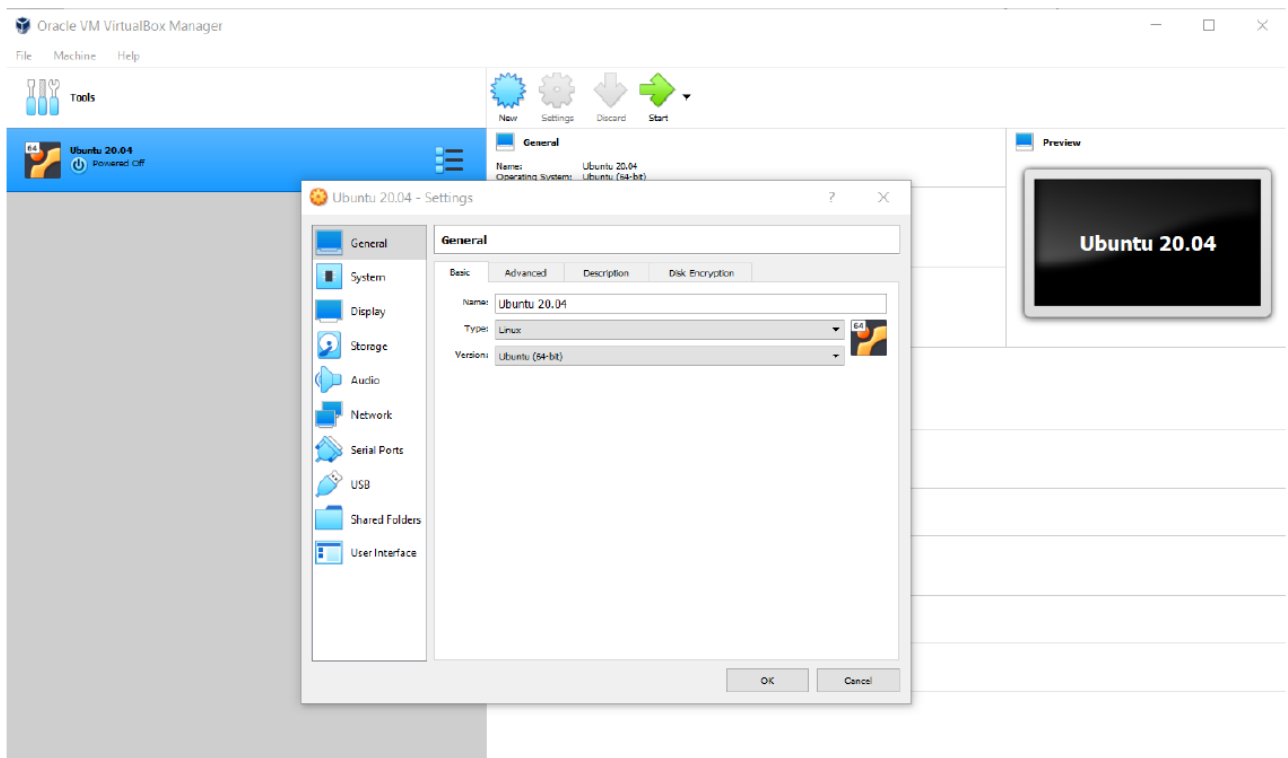 Oracle VM VirtualBox Manager
File Machine Help
Tools
New Settings Discard Start
64
Ubuntu 20.04
Powered Off
General
Name: Ubuntu 20.04
Operating System: Ubuntu (64-bit)
Preview
Ubuntu 20.04
Ubuntu 20.04 - Settings
?
General
System
Display
Storage
Audio
Network
Serial Ports
USB
Shared Folders
User Interface
General
Basic Advanced Description Disk Encryption
Name: Ubuntu 20.04
Type: Linux
64
Version: Ubuntu (64-bit)
OK Cancel